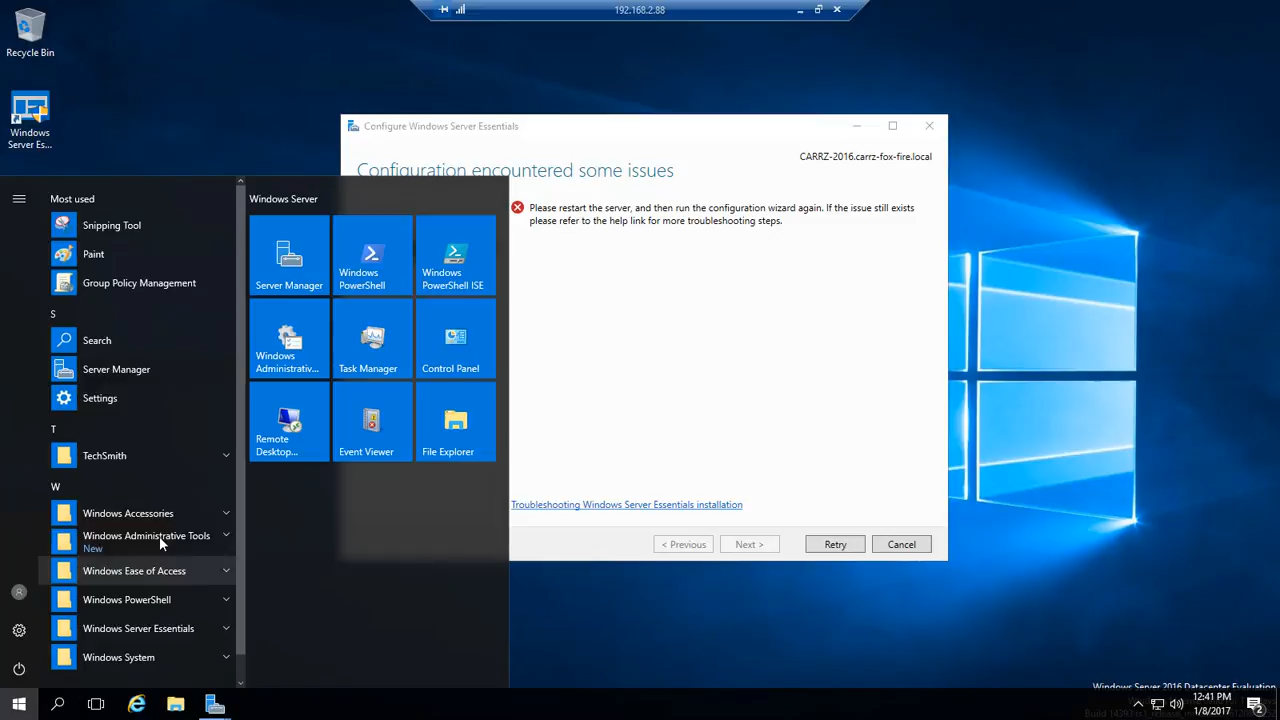 192.168.2.88
Recycle Bin
Windows
Server Es...
Configure Windows Server Essentials
CARRZ-2016.carrz-fox-fire.local
Configuration encountered some issues
Please restart the server, and then run the configuration wizard again. If the issue still exists
please refer to the help link for more troubleshooting steps.
Troubleshooting Windows Server Essentials installation
< Previous
Next >
Retry
Cancel
Most used
Snipping Tool
Paint
Group Policy Management
S
Search
Server Manager
Settings
T
TechSmith
W
Windows Accessories
Windows Administrative Tools
New
Windows Ease of Access
Windows PowerShell
Windows Server Essentials
Windows System
Windows Server
Server Manager
Windows
PowerShell
Windows
PowerShell ISE
Windows
Administrativ...
Task Manager
Control Panel
Remote
Desktop...
Event Viewer
File Explorer
Windows Server 2016 Datacenter Evaluation
12:41 PM
1/8/2017
2